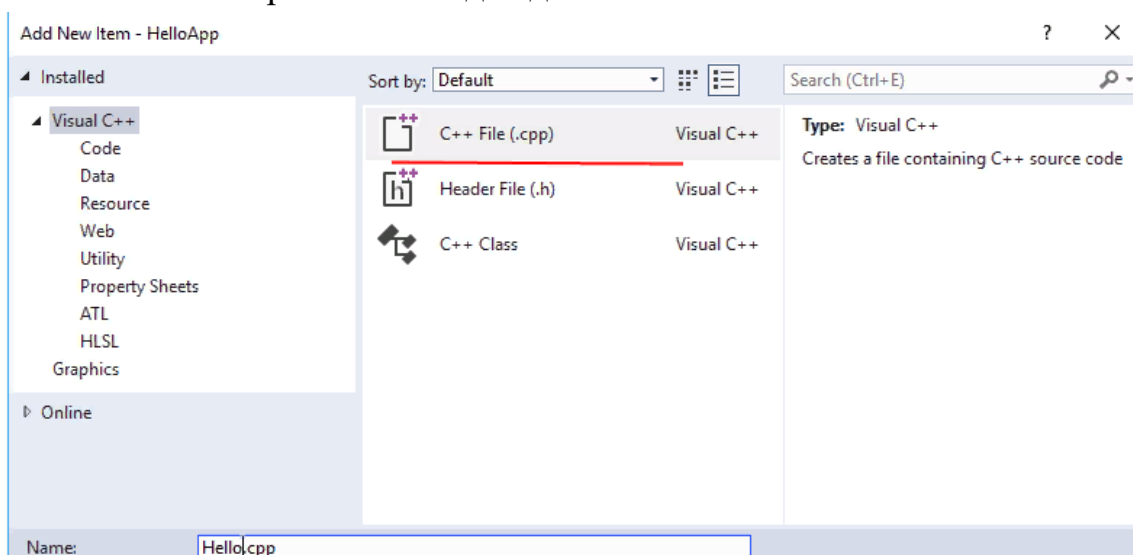 Add New Item - HelloApp ? ×
Installed
Sort by: Default
Search (Ctrl+E)
Visual C++
Code
Data
Resource
Web
Utility
Property Sheets
ATL
HLSL
Graphics
Online
C++ File (.cpp) Visual C++
Header File (.h) Visual C++
C++ Class Visual C++
Type: Visual C++
Creates a file containing C++ source code
Name: Hello.cpp